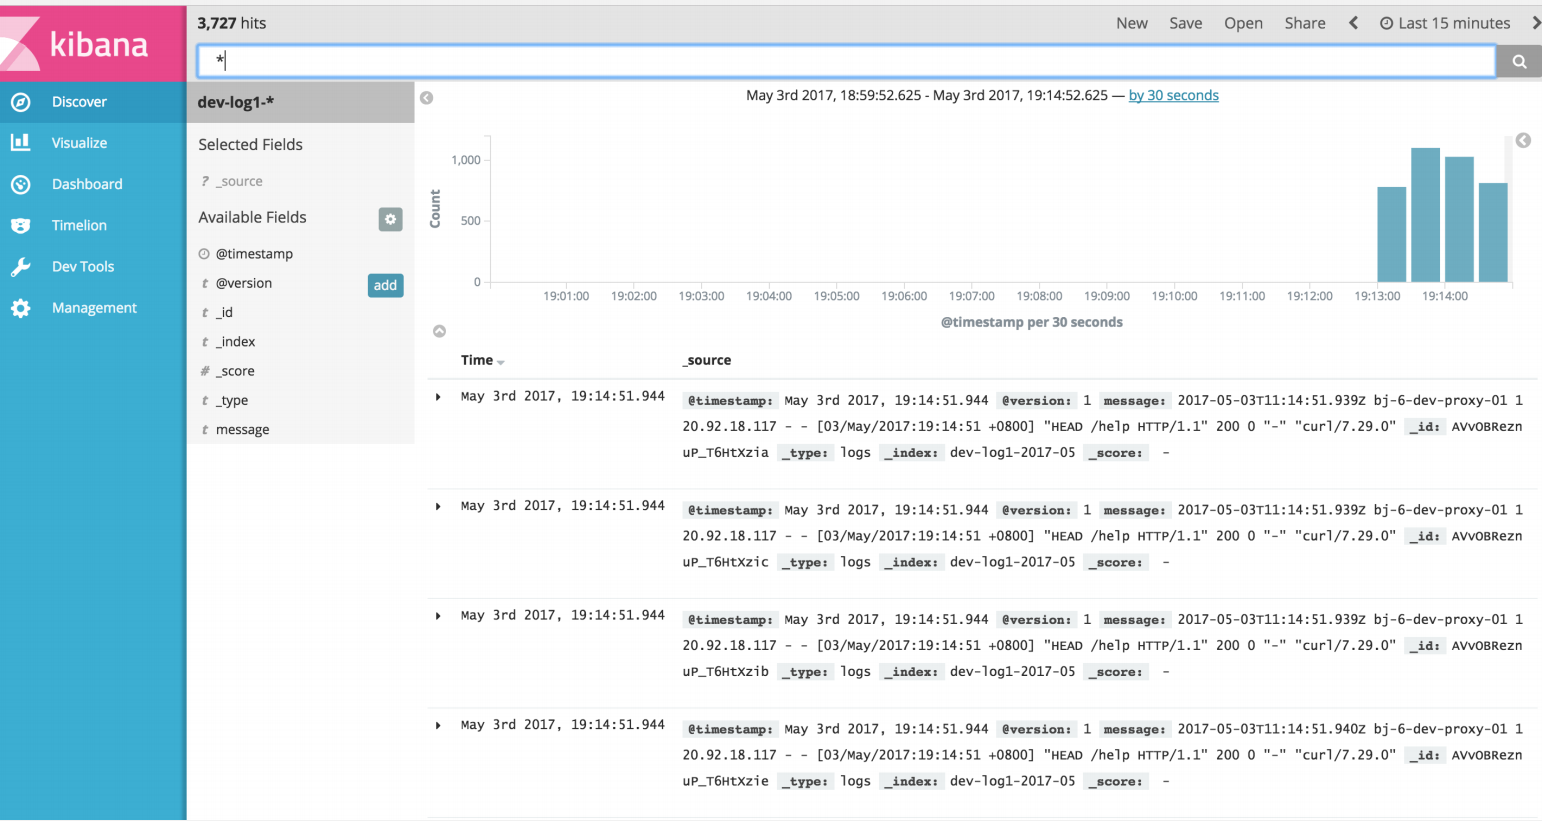 3,727 hits
New Save Open Share Last 15 minutes
kibana
*
Discover
Visualize
Dashboard
Timelion
Dev Tools
Management
dev-log1-*
Selected Fields
? _source
Available Fields
@timestamp
t @version
add
t _id
t _index
# _score
t _type
t message
May 3rd 2017, 18:59:52.625 - May 3rd 2017, 19:14:52.625 — by 30 seconds
Count
1,000
500
0
19:01:00 19:02:00 19:03:00 19:04:00 19:05:00 19:06:00 19:07:00 19:08:00 19:09:00 19:10:00 19:11:00 19:12:00 19:13:00 19:14:00
@timestamp per 30 seconds
Time _source
May 3rd 2017, 19:14:51.944 @timestamp: May 3rd 2017, 19:14:51.944 @version: 1 message: 2017-05-03T11:14:51.939Z bj-6-dev-proxy-01 1
20.92.18.117 - - [03/May/2017:19:14:51 +0800] "HEAD /help HTTP/1.1" 200 0 "-" "curl/7.29.0" _id: AVvOBRezn
uP_T6HtXzia _type: logs _index: dev-log1-2017-05 _score: -
May 3rd 2017, 19:14:51.944 @timestamp: May 3rd 2017, 19:14:51.944 @version: 1 message: 2017-05-03T11:14:51.939Z bj-6-dev-proxy-01 1
20.92.18.117 - - [03/May/2017:19:14:51 +0800] "HEAD /help HTTP/1.1" 200 0 "-" "curl/7.29.0" _id: AVvOBRezn
uP_T6HtXzic _type: logs _index: dev-log1-2017-05 _score: -
May 3rd 2017, 19:14:51.944 @timestamp: May 3rd 2017, 19:14:51.944 @version: 1 message: 2017-05-03T11:14:51.939Z bj-6-dev-proxy-01 1
20.92.18.117 - - [03/May/2017:19:14:51 +0800] "HEAD /help HTTP/1.1" 200 0 "-" "curl/7.29.0" _id: AVvOBRezn
uP_T6HtXzib _type: logs _index: dev-log1-2017-05 _score: -
May 3rd 2017, 19:14:51.944 @timestamp: May 3rd 2017, 19:14:51.944 @version: 1 message: 2017-05-03T11:14:51.940Z bj-6-dev-proxy-01 1
20.92.18.117 - - [03/May/2017:19:14:51 +0800] "HEAD /help HTTP/1.1" 200 0 "-" "curl/7.29.0" _id: AVvOBRezn
uP_T6HtXzie _type: logs _index: dev-log1-2017-05 _score: -